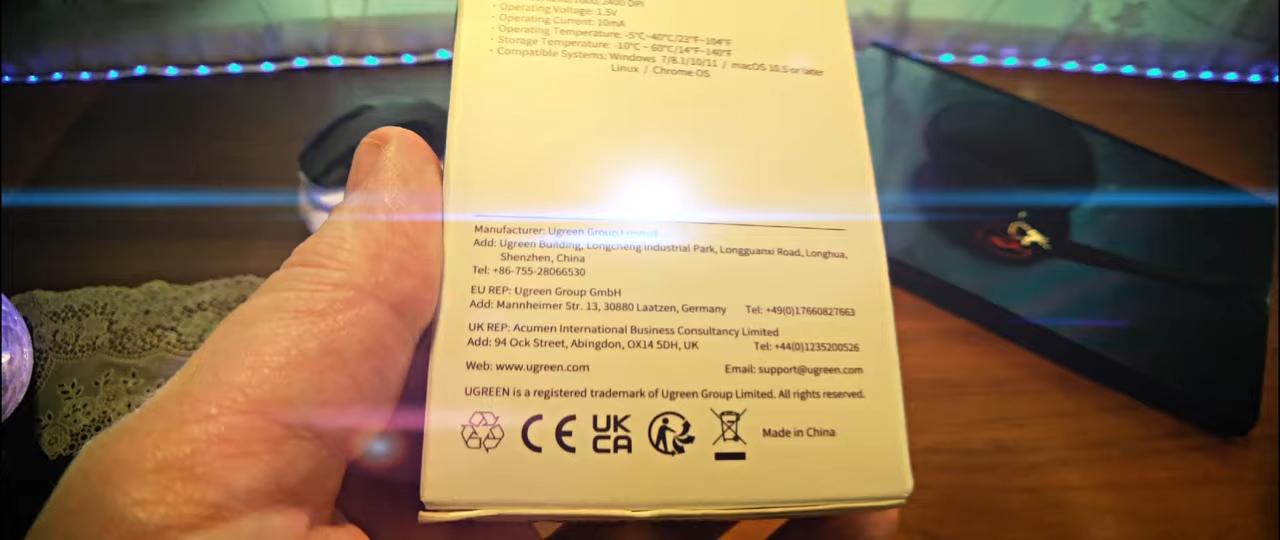 1600/2400 DPI
· Operating Voltage: 1.5V
· Operating Current: 10mA
· Operating Temperature: -5℃~40℃/23℉~104℉
· Storage Temperature: -10℃ ~ 60℃/14℉~140℉
· Compatible Systems: Windows 7/8.1/10/11 / macOS 10.5 or later
Linux / Chrome OS
Manufacturer: Ugreen Group Limited
Add: Ugreen Building, Longcheng Industrial Park, Longguanxi Road, Longhua,
Shenzhen, China
Tel: +86-755-28066530
EU REP: Ugreen Group GmbH
Add: Mannheimer Str. 13, 30880 Laatzen, Germany Tel: +49(0)17660827663
UK REP: Acumen International Business Consultancy Limited
Add: 94 Ock Street, Abingdon, OX14 5DH, UK Tel: +44(0)1235200526
Web: www.ugreen.com Email: support@ugreen.com
UGREEN is a registered trademark of Ugreen Group Limited. All rights reserved.
CE UK CA Made in China